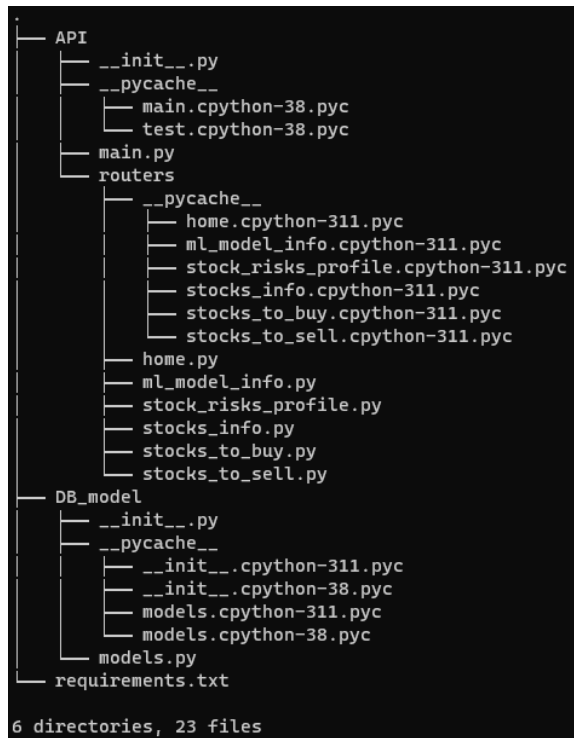 .
├── API
│   ├── __init__.py
│   ├── __pycache__
│   │   ├── main.cpython-38.pyc
│   │   └── test.cpython-38.pyc
│   ├── main.py
│   └── routers
│       ├── __pycache__
│       │   ├── home.cpython-311.pyc
│       │   ├── ml_model_info.cpython-311.pyc
│       │   ├── stock_risks_profile.cpython-311.pyc
│       │   ├── stocks_info.cpython-311.pyc
│       │   ├── stocks_to_buy.cpython-311.pyc
│       │   └── stocks_to_sell.cpython-311.pyc
│       ├── home.py
│       ├── ml_model_info.py
│       ├── stock_risks_profile.py
│       ├── stocks_info.py
│       ├── stocks_to_buy.py
│       └── stocks_to_sell.py
├── DB_model
│   ├── __init__.py
│   ├── __pycache__
│   │   ├── __init__.cpython-311.pyc
│   │   ├── __init__.cpython-38.pyc
│   │   ├── models.cpython-311.pyc
│   │   └── models.cpython-38.pyc
│   └── models.py
└── requirements.txt

6 directories, 23 files